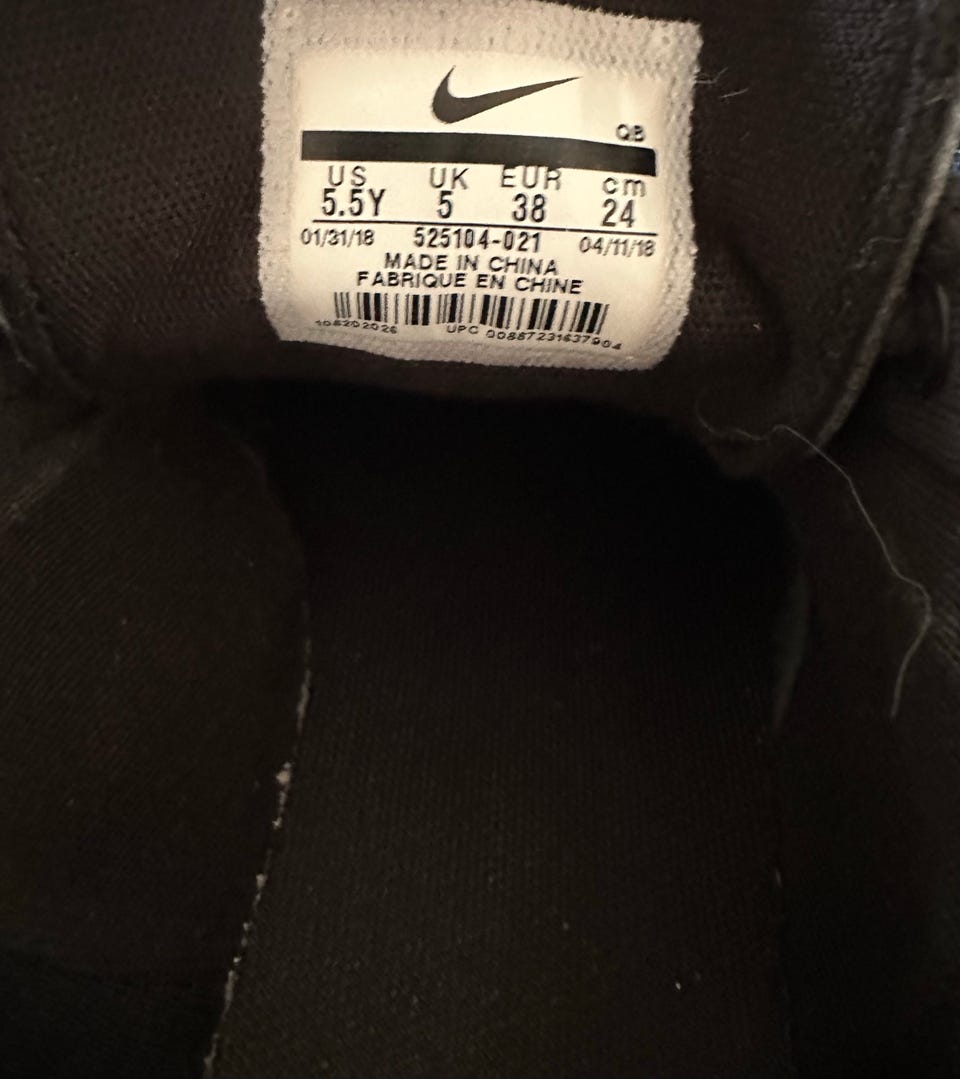 QB
US UK EUR cm
5.5Y 5 38 24
01/31/18 525104-021 04/11/18
MADE IN CHINA
FABRIQUE EN CHINE
108202026 UPC 00887231637904